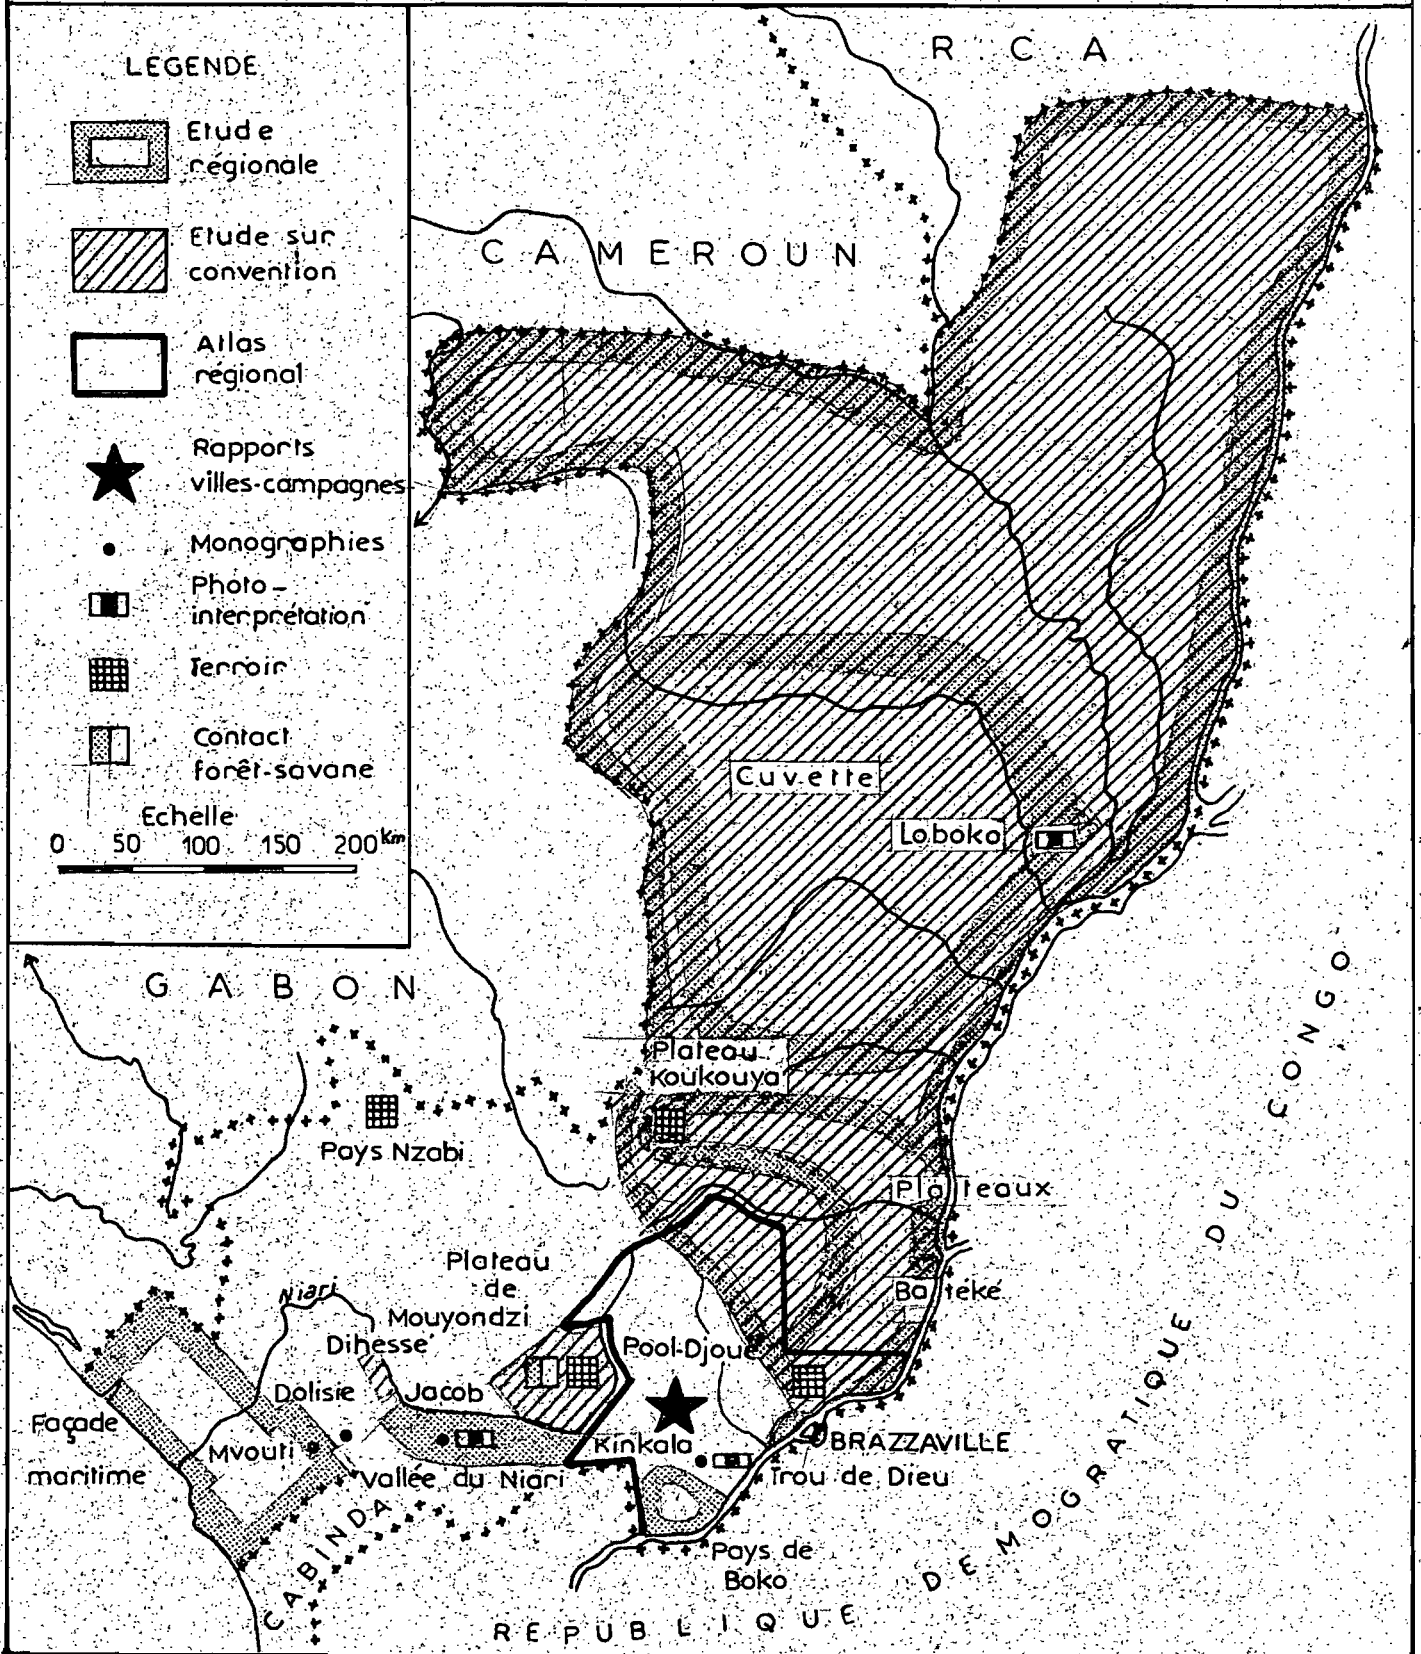 LEGENDE
Etude
régionale
Etude sur
convention
Atlas
régional
Rapports
villes-campagnes
Monographies
Photo-
interprétation
Terroir
Contact
forêt-savane
Echelle
0 50 100 150 200 km
R C A
CAMEROUN
Cuvette
Loboko
GABON
Plateau
Koukouya
Pays Nzabi
Plateaux
Batéké
Plateau
de
Mouyondzi
Niari
Dihessé
Pool-Djoué
Dolisie
Jacob
Façade
maritime
Mvouti
Kinkala
BRAZZAVILLE
Vallée du Niari
Trou de Dieu
CABINDA
Pays de
Boko
REPUBLIQUE DEMOGRATIQUE DU CONGO